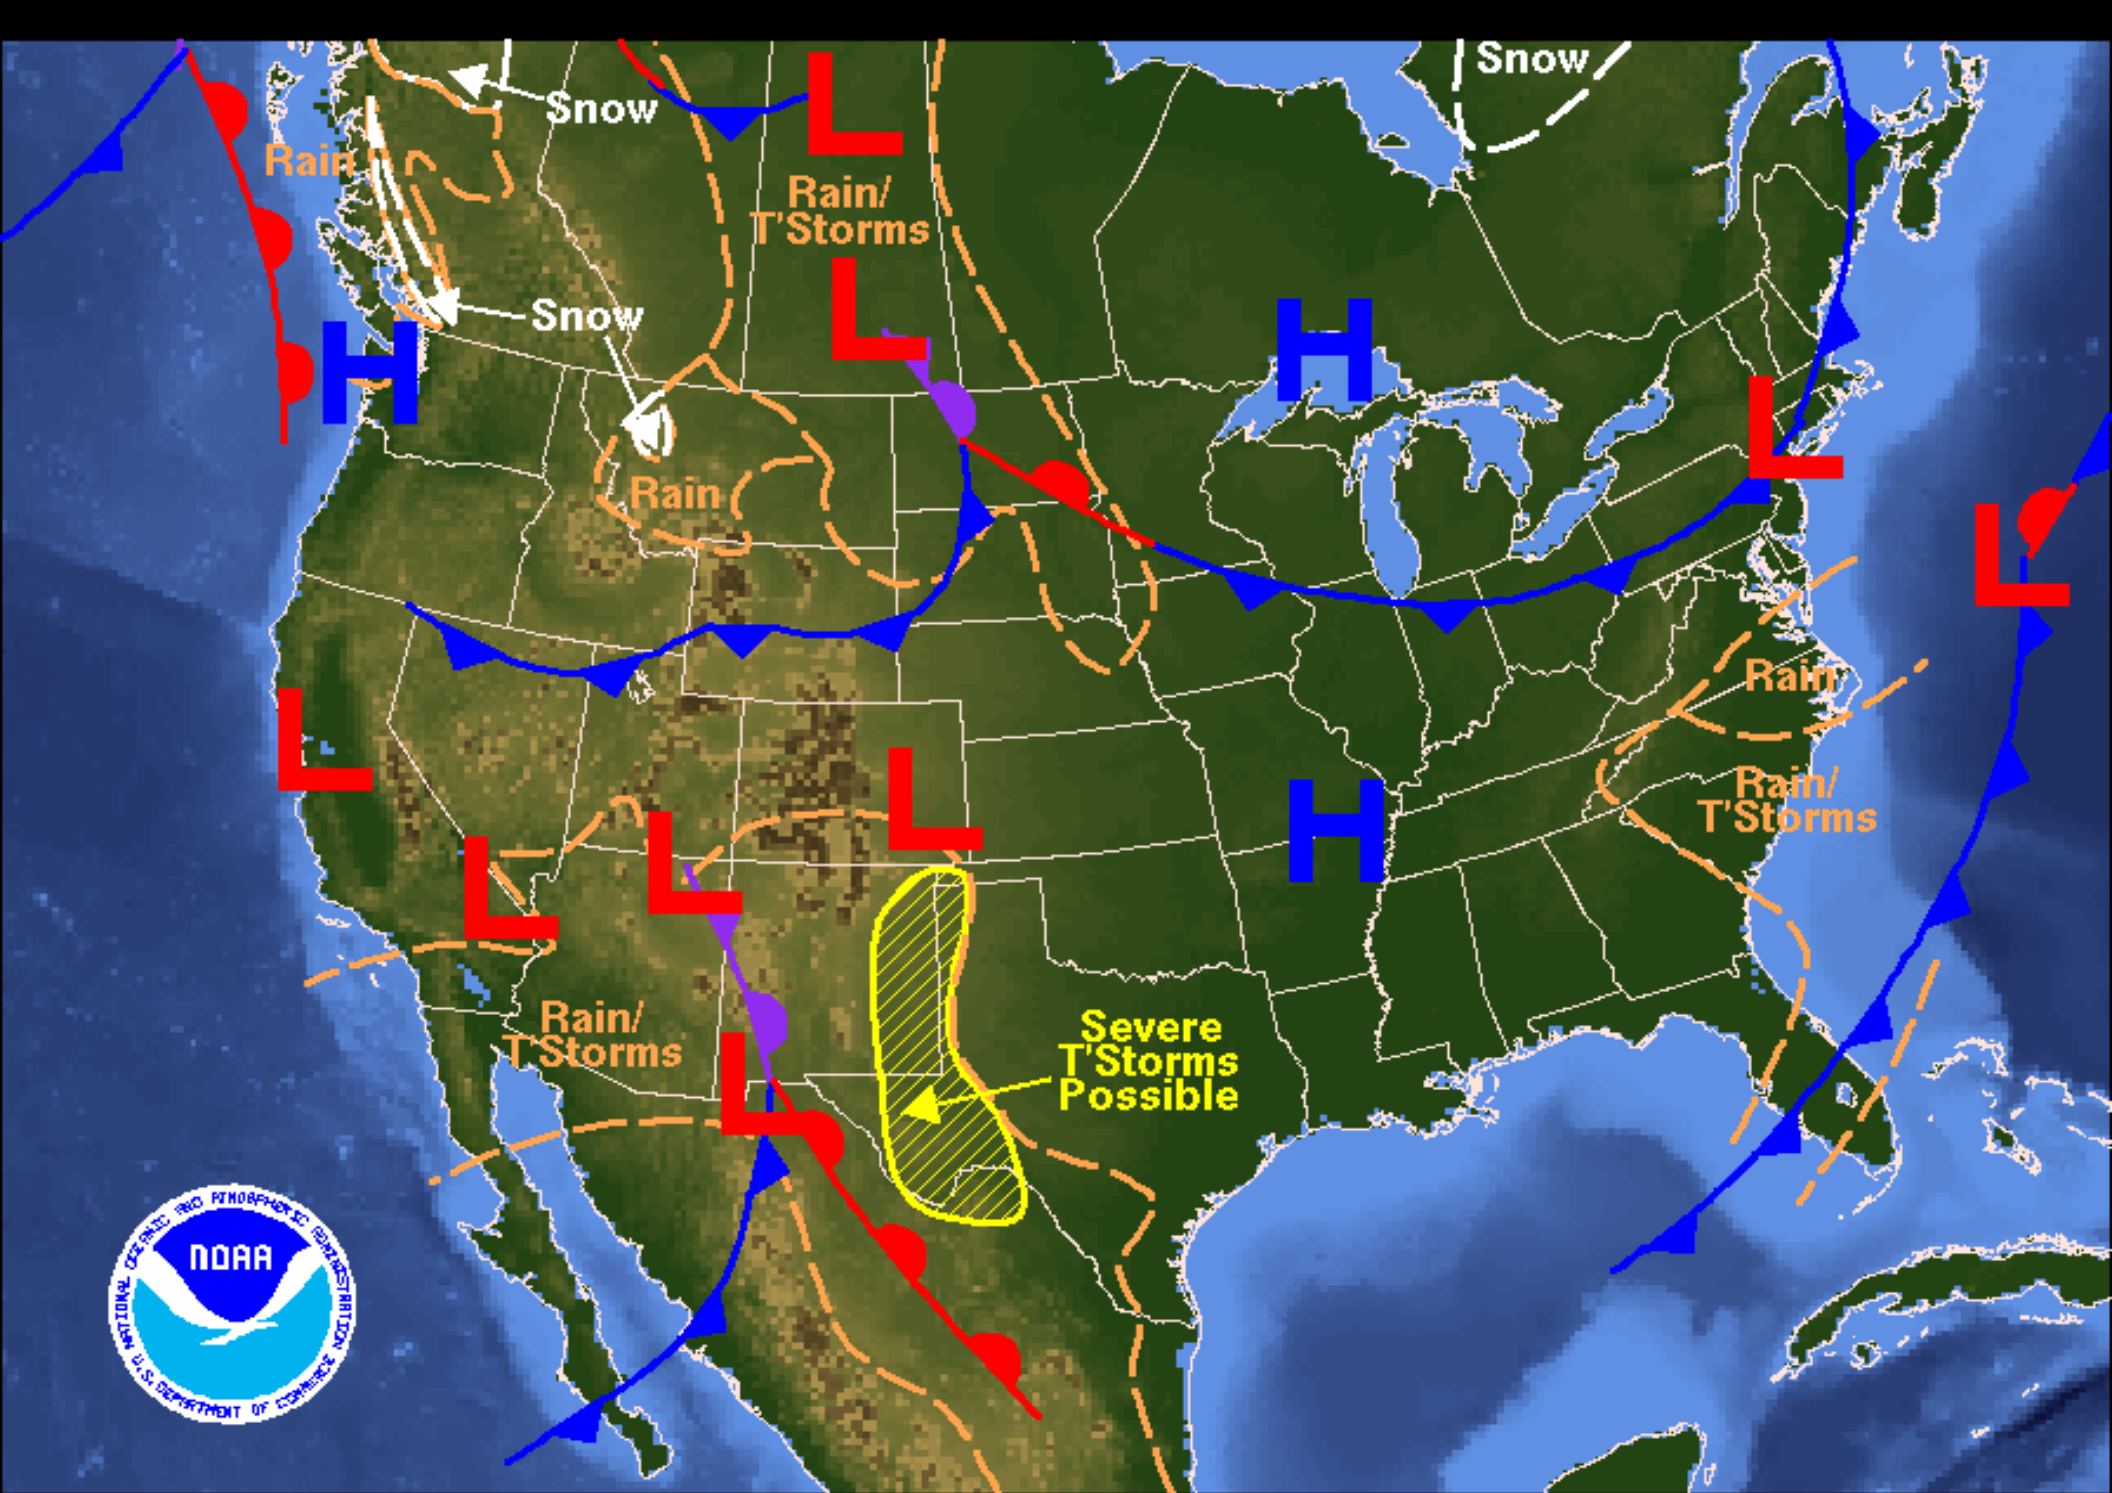 Snow
Snow
Rain
Rain/
T'Storms
L
L
Snow
H
H
L
Rain
L
Rain
L
L
Rain/
T'Storms
H
L
L
Rain/
T'Storms
Severe
T'Storms
Possible
L
NATIONAL OCEANIC AND ATMOSPHERIC ADMINISTRATION
NOAA
U.S. DEPARTMENT OF COMMERCE